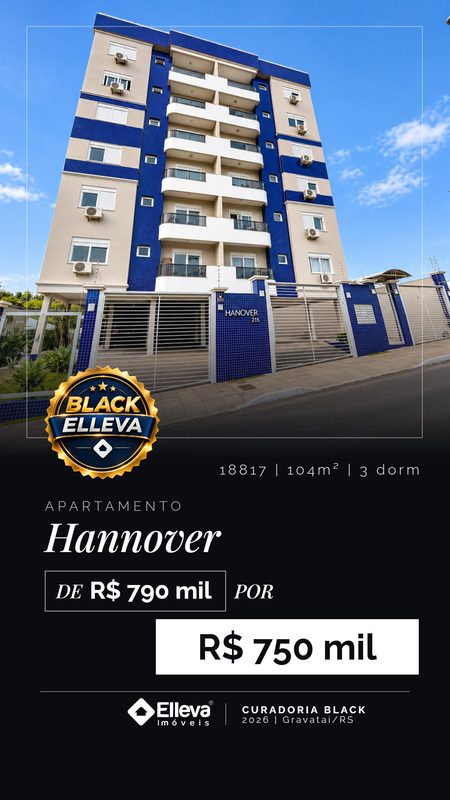 HANOVER
215
BLACK
ELLEVA
18817 | 104m² | 3 dorm
APARTAMENTO
Hannover
DE R$ 790 mil POR
R$ 750 mil
Elleva
Imóveis
CURADORIA BLACK
2026 | Gravataí/RS